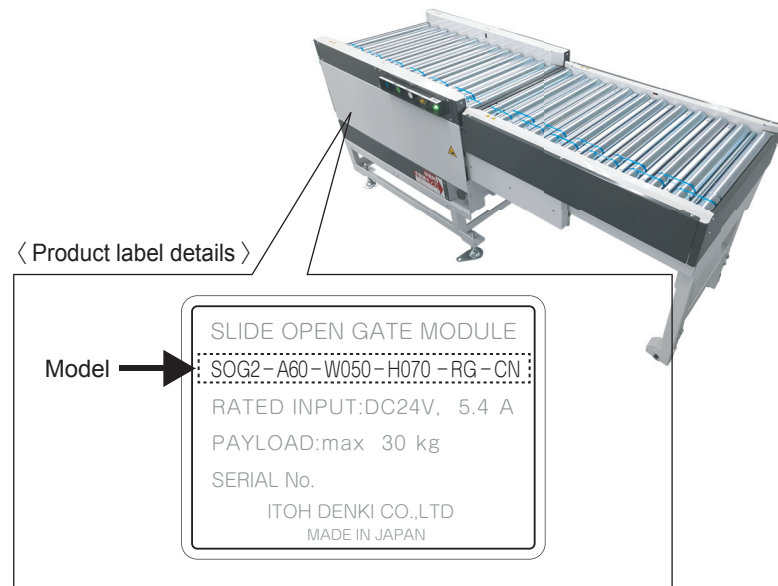 〈 Product label details 〉
SLIDE OPEN GATE MODULE
Model
SOG2-A60-W050-H070-RG-CN
RATED INPUT:DC24V, 5.4 A
PAYLOAD:max 30 kg
SERIAL No.
ITOH DENKI CO.,LTD
MADE IN JAPAN